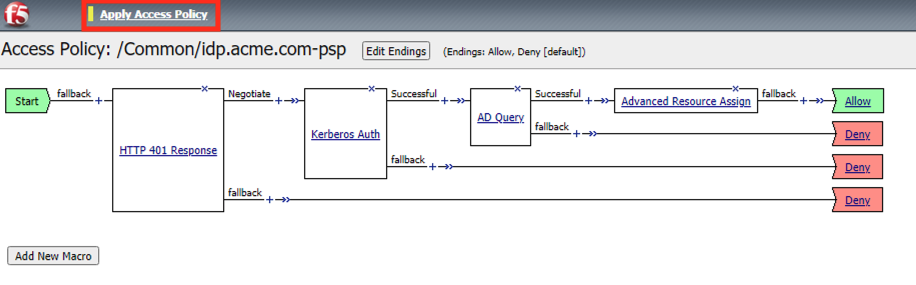 f5 Apply Access Policy
Access Policy: /Common/idp.acme.com-psp Edit Endings (Endings: Allow, Deny [default])
Start fallback + HTTP 401 Response × Negotiate + Kerberos Auth × Successful + AD Query × Successful + Advanced Resource Assign × fallback + Allow
fallback + Deny
fallback + Deny
fallback + Deny
Add New Macro